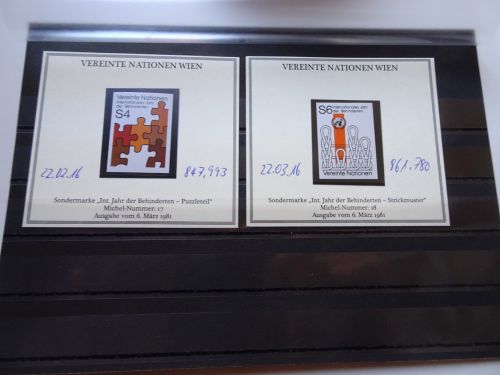 VEREINTE NATIONEN WIEN
Vereinte Nationen
Internationales Jahr
der Behinderten
S4
22.02.16
847,993
Sondermarke „Int. Jahr der Behinderten – Puzzleteil"
Michel-Nummer: 17
Ausgabe vom 6. März 1981
VEREINTE NATIONEN WIEN
S6 Internationales Jahr
der Behinderten
Vereinte Nationen
22.03.16
861.780
Sondermarke „Int. Jahr der Behinderten – Strickmuster"
Michel-Nummer: 18
Ausgabe vom 6. März 1981